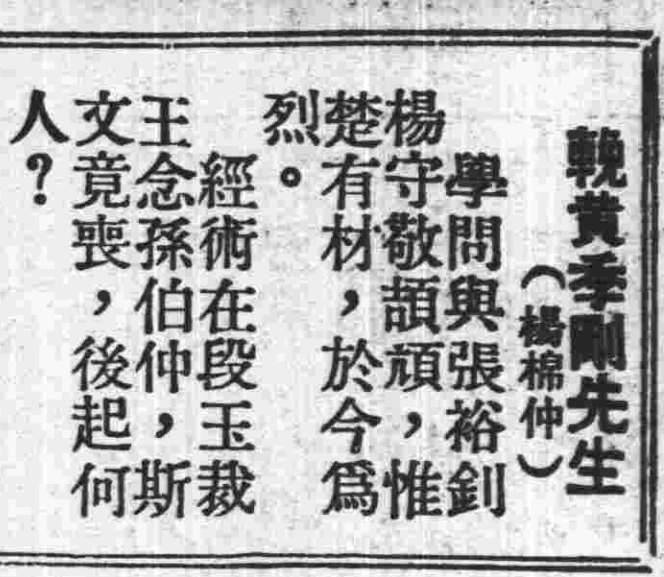 輓黃季剛先生
（楊棉仲）
學問與張裕釗
楊守敬頡頏，惟
楚有材，於今爲
烈。
經術在段玉裁
王念孫伯仲，斯
文竟喪，後起何
人？